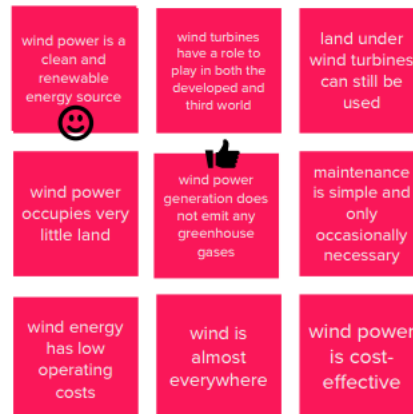 wind power is a
clean and
renewable
energy source
wind turbines
have a role to
play in both the
developed and
third world
land under
wind turbines
can still be
used
wind power
occupies very
little land
wind power
generation does
not emit any
greenhouse
gases
maintenance
is simple and
only
occasionally
necessary
wind energy
has low
operating
costs
wind is
almost
everywhere
wind power
is cost-
effective